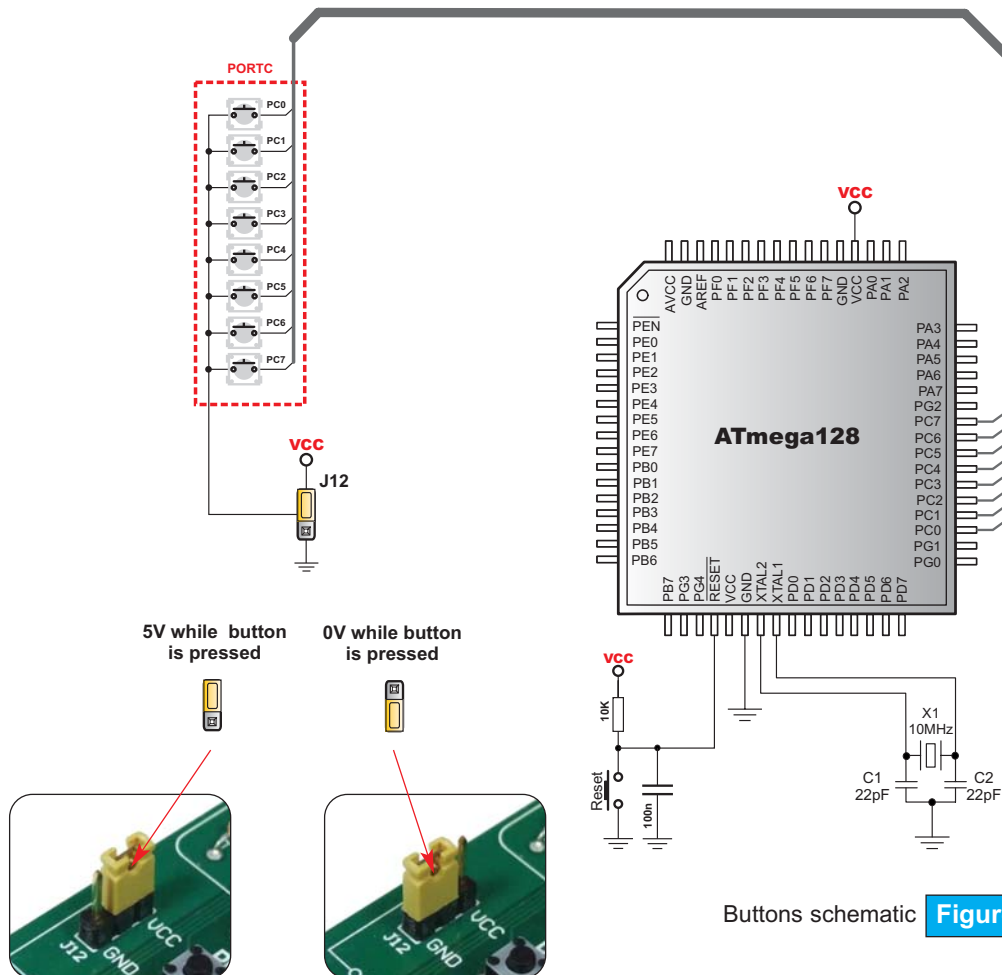 PORTC
PC0
PC1
PC2
PC3
PC4
PC5
PC6
PC7
VCC
J12
5V while button
is pressed
0V while button
is pressed
VCC
AVCC
GND
AREF
PF0
PF1
PF2
PF3
PF4
PF5
PF6
PF7
GND
VCC
PA0
PA1
PA2
PEN
PE0
PE1
PE2
PE3
PE4
PE5
PE6
PE7
PB0
PB1
PB2
PB3
PB4
PB5
PB6
ATmega128
PA3
PA4
PA5
PA6
PA7
PG2
PC7
PC6
PC5
PC4
PC3
PC2
PC1
PC0
PG1
PG0
PB7
PG3
PG4
RESET
VCC
GND
XTAL2
XTAL1
PD0
PD1
PD2
PD3
PD4
PD5
PD6
PD7
VCC
10K
Reset
100n
X1
10MHz
C1
22pF
C2
22pF
J12
GND
VCC
J12
GND
VCC
Buttons schematic Figur